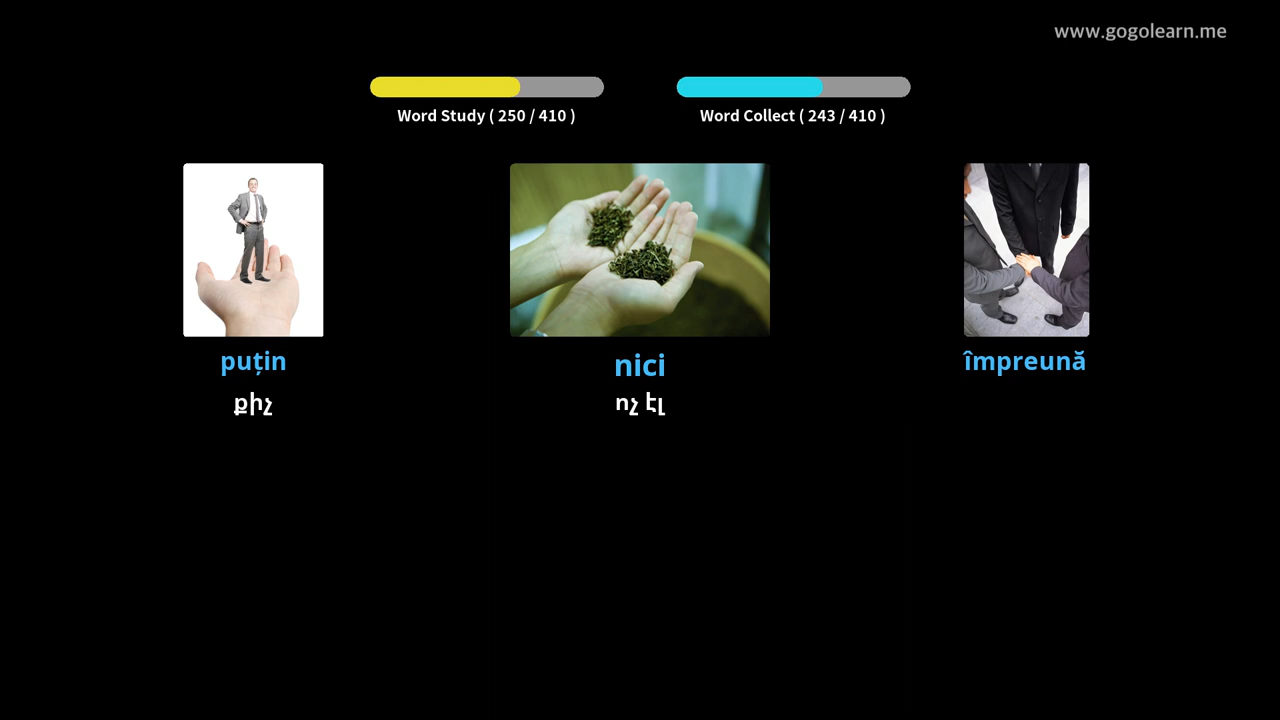 www.gogolearn.me
Word Study ( 250 / 410 )
Word Collect ( 243 / 410 )
puțin
nici
împreună
քիչ
ոչ էլ